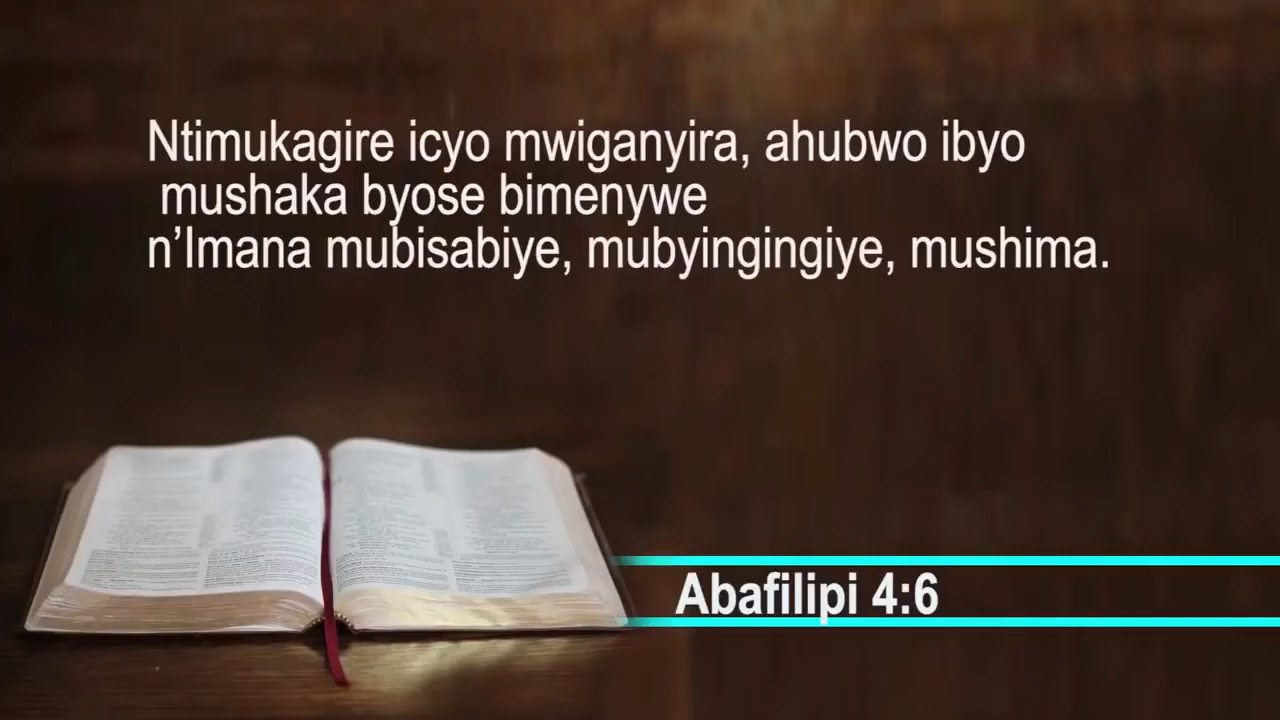 Ntimukagire icyo mwiganyira, ahubwo ibyo
mushaka byose bimenywe
n’Imana mubisabiye, mubyingingiye, mushima.
Abafilipi 4:6